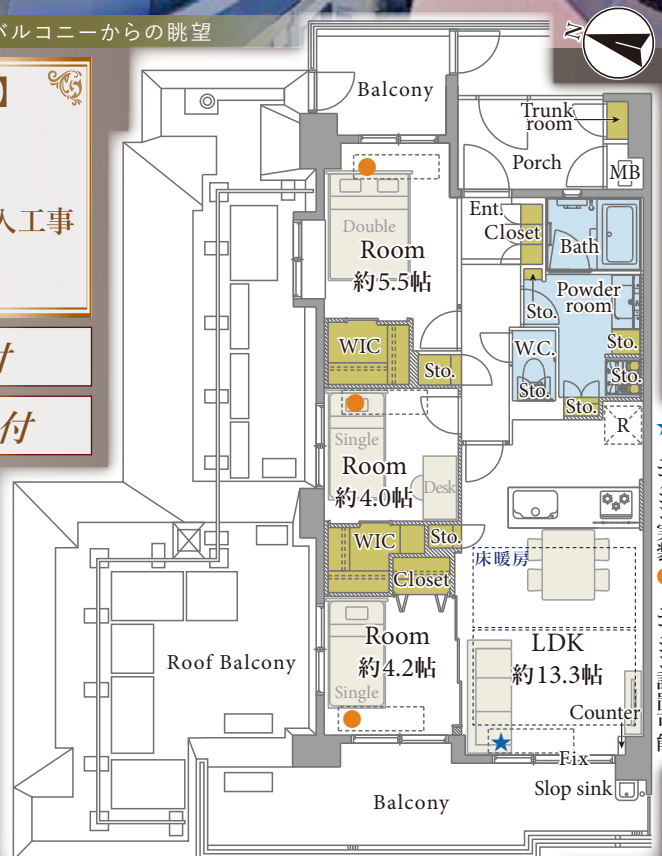 バルコニーからの眺望
N
】
入工事
付
付
Balcony
Trunk
room
Porch
MB
Ent.
Closet
Bath
Double
Room
約5.5帖
Powder
room
Sto.
WIC
Sto.
W.C.
Sto.
Sto.
Sto.
Sto.
R
Single
Room
約4.0帖
Desk
WIC
Sto.
床暖房
Closet
Room
約4.2帖
Single
LDK
約13.3帖
Roof Balcony
Counter
Fix
Slop sink
Balcony